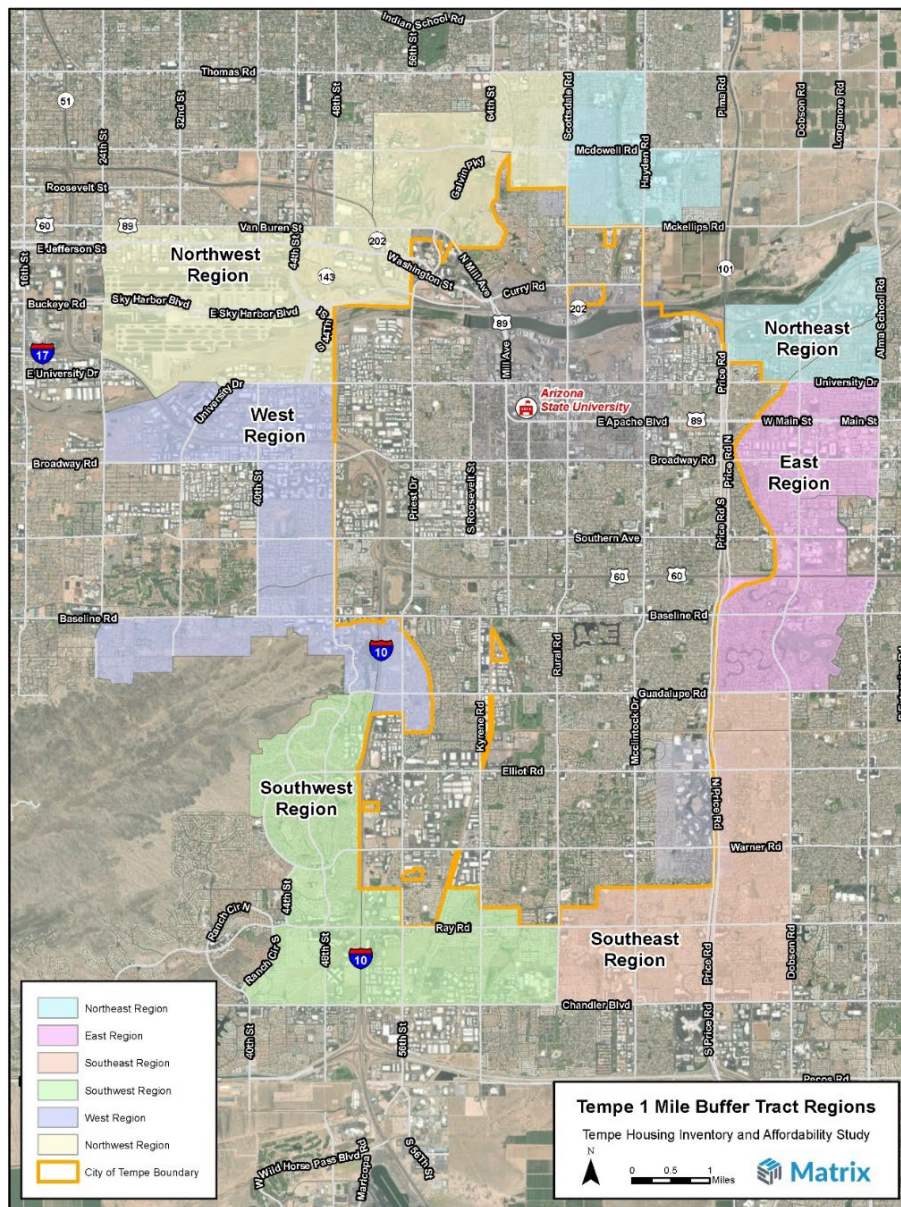 Indian School Rd
56th St
Thomas Rd
51
32nd St
48th St
64th St
Scottsdale Rd
Pima Rd
Dobson Rd
Longmore Rd
24th St
Mcdowell Rd
Hayden Rd
Galvin Pky
Roosevelt St
60
89
Van Buren St
Mckellips Rd
E Jefferson St
16th St
Northwest
Region
44th St
202
Washington St
N Mill Ave
143
101
Curry Rd
Buckeye Rd
Sky Harbor Blvd
E Sky Harbor Blvd
S 44Th St
202
89
Alma School Rd
Northeast
Region
17
Mill Ave
E University Dr
Price Rd
University Dr
University Dr
Arizona
State University
West
Region
E Apache Blvd
89
W Main St
Main St
Broadway Rd
Broadway Rd
Price Rd N
East
Region
40th St
Priest Dr
S Roosevelt St
Price Rd S
Southern Ave
60
60
Baseline Rd
Baseline Rd
10
Rural Rd
Guadalupe Rd
Kyrene Rd
Mcclintock Dr
Elliot Rd
Southwest
Region
N Price Rd
Warner Rd
44th St
Ranch Cir N
Ranch Cir S
48th St
Ray Rd
10
Southeast
Region
Price Rd
Dobson Rd
Chandler Blvd
40th St
56th St
S Price Rd
Pecos Rd
Northeast Region
East Region
Southeast Region
Southwest Region
West Region
Northwest Region
City of Tempe Boundary
W Wild Horse Pass Blvd
Maricopa Rd
S 56Th St
Tempe 1 Mile Buffer Tract Regions
Tempe Housing Inventory and Affordability Study
N
0 0.5 1
Miles
Matrix